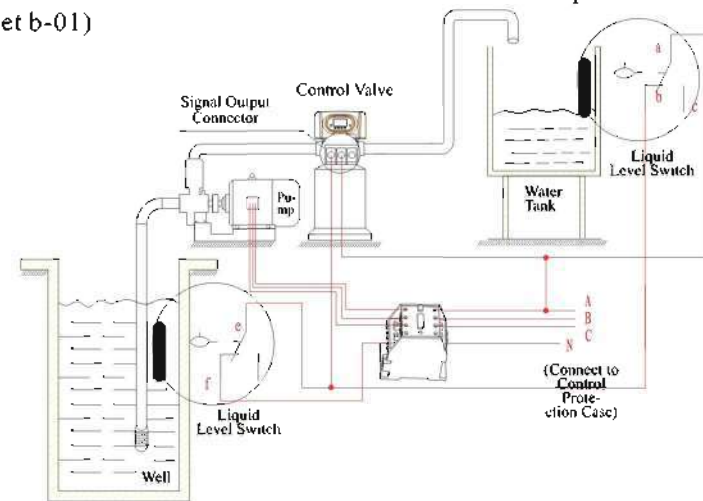 et b-01)
Control Valve
Signal Output
Connector
Pu-
mp
Water
Tank
a
b
c
Liquid
Level Switch
e
f
Liquid
Level Switch
Well
A
B
C
N
(Connect to
Control
Prote-
ction Case)